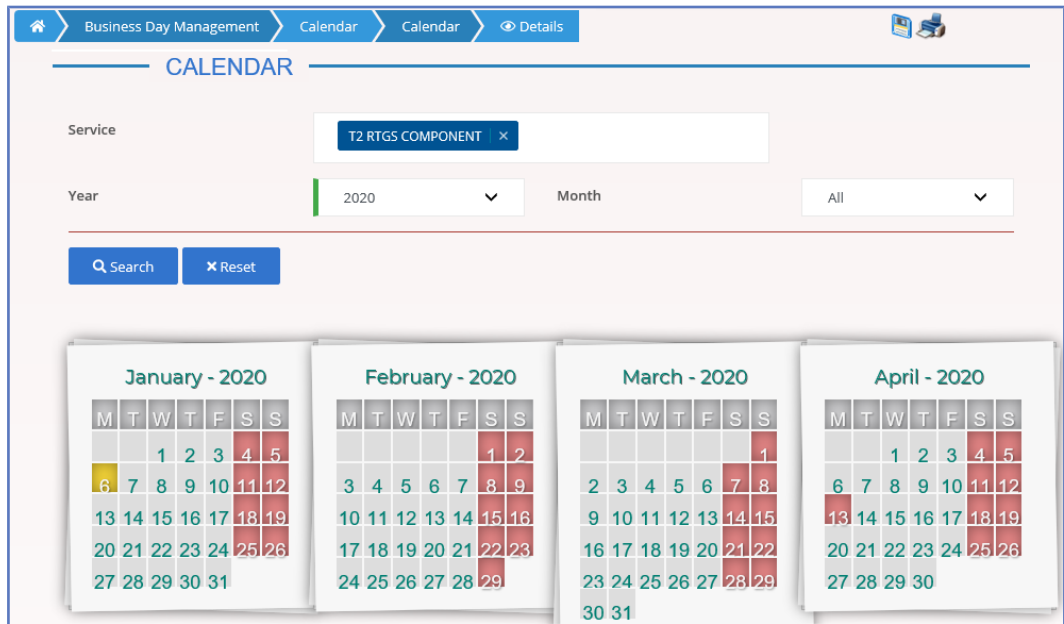 Business Day Management Calendar Calendar Details
CALENDAR
Service T2 RTGS COMPONENT ×
Year 2020 Month All
Search Reset
January - 2020
M T W T F S S
1 2 3 4 5
6 7 8 9 10 11 12
13 14 15 16 17 18 19
20 21 22 23 24 25 26
27 28 29 30 31
February - 2020
M T W T F S S
1 2
3 4 5 6 7 8 9
10 11 12 13 14 15 16
17 18 19 20 21 22 23
24 25 26 27 28 29
March - 2020
M T W T F S S
1
2 3 4 5 6 7 8
9 10 11 12 13 14 15
16 17 18 19 20 21 22
23 24 25 26 27 28 29
30 31
April - 2020
M T W T F S S
1 2 3 4 5
6 7 8 9 10 11 12
13 14 15 16 17 18 19
20 21 22 23 24 25 26
27 28 29 30